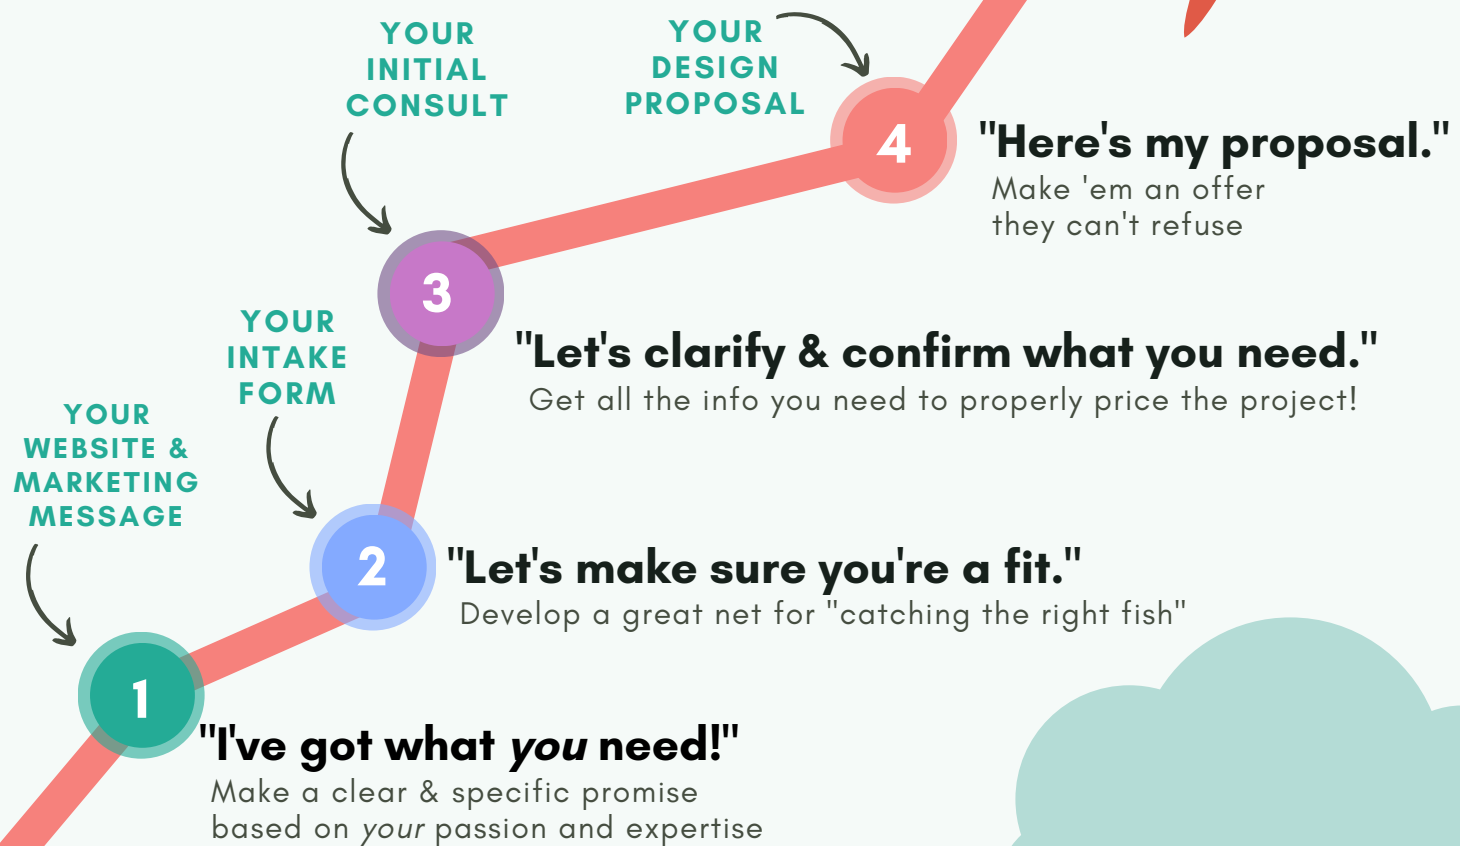 YOUR
INITIAL
CONSULT
YOUR
DESIGN
PROPOSAL
4
"Here's my proposal."
Make 'em an offer
they can't refuse
3
"Let's clarify & confirm what you need."
Get all the info you need to properly price the project!
YOUR
INTAKE
FORM
2
"Let's make sure you're a fit."
Develop a great net for "catching the right fish"
YOUR
WEBSITE &
MARKETING
MESSAGE
1
"I've got what you need!"
Make a clear & specific promise
based on your passion and expertise